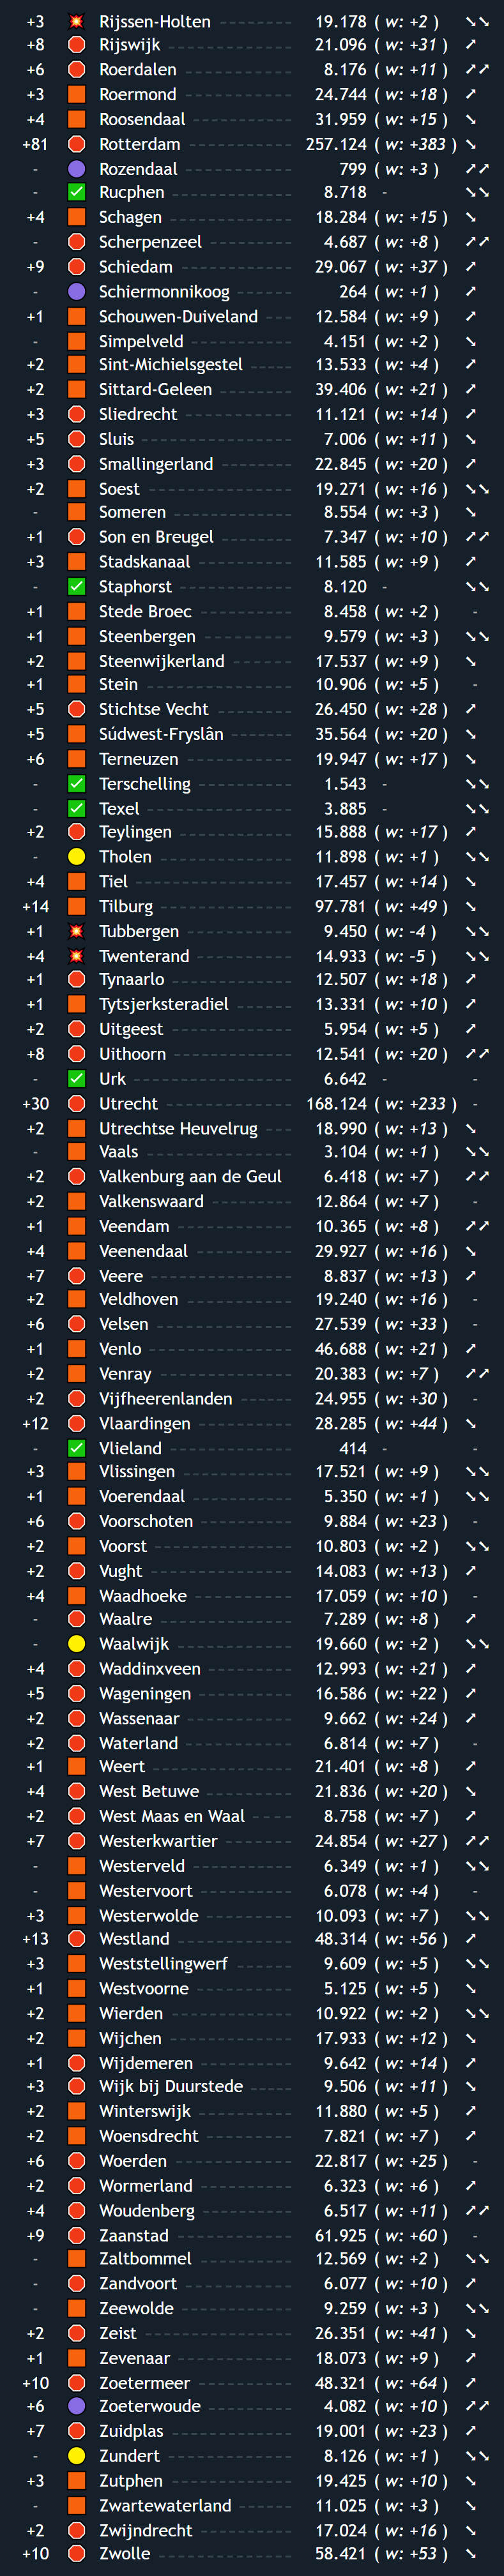 +3 💥 Rijssen-Holten ------ 19.178 ( w: +2 ) ➘➘
+8 🛑 Rijswijk ------ 21.096 ( w: +31 ) ➚
+6 🛑 Roerdalen ------ 8.176 ( w: +11 ) ➚➚
+3 🟧 Roermond ------ 24.744 ( w: +18 ) ➚
+4 🟧 Roosendaal ------ 31.959 ( w: +15 ) ➘
+81 🛑 Rotterdam ------ 257.124 ( w: +383 ) ➘
- 🟣 Rozendaal ------ 799 ( w: +3 ) ➚➚
- ✅ Rucphen ------ 8.718 - ➘➘
+4 🟧 Schagen ------ 18.284 ( w: +15 ) ➘
- 🛑 Scherpenzeel ------ 4.687 ( w: +8 ) ➚➚
+9 🛑 Schiedam ------ 29.067 ( w: +37 ) ➚
- 🟣 Schiermonnikoog ------ 264 ( w: +1 ) ➚
+1 🟧 Schouwen-Duiveland ---- 12.584 ( w: +9 ) ➚
- 🟧 Simpelveld ------ 4.151 ( w: +2 ) ➘
+2 🟧 Sint-Michielsgestel ---- 13.533 ( w: +4 ) ➚
+2 🟧 Sittard-Geleen ------ 39.406 ( w: +21 ) ➚
+3 🛑 Sliedrecht ------ 11.121 ( w: +14 ) ➚
+5 🛑 Sluis ------ 7.006 ( w: +11 ) ➘
+3 🛑 Smallingerland ------ 22.845 ( w: +20 ) ➚
+2 🟧 Soest ------ 19.271 ( w: +16 ) ➘➘
- 🟧 Someren ------ 8.554 ( w: +3 ) ➘
+1 🛑 Son en Breugel ------ 7.347 ( w: +10 ) ➚➚
+3 🟧 Stadskanaal ------ 11.585 ( w: +9 ) ➚
- ✅ Staphorst ------ 8.120 - ➘➘
+1 🟧 Stede Broec ------ 8.458 ( w: +2 ) -
+1 🟧 Steenbergen ------ 9.579 ( w: +3 ) ➘➘
+2 🟧 Steenwijkerland ------ 17.537 ( w: +9 ) ➘
+1 🟧 Stein ------ 10.906 ( w: +5 ) -
+5 🛑 Stichtse Vecht ------ 26.450 ( w: +28 ) ➚
+5 🟧 Súdwest-Fryslân ------ 35.564 ( w: +20 ) ➘
+6 🟧 Terneuzen ------ 19.947 ( w: +17 ) ➘
- ✅ Terschelling ------ 1.543 - ➘➘
- ✅ Texel ------ 3.885 - ➘➘
+2 🛑 Teylingen ------ 15.888 ( w: +17 ) ➚
- 🟡 Tholen ------ 11.898 ( w: +1 ) ➘➘
+4 🟧 Tiel ------ 17.457 ( w: +14 ) ➘
+14 🟧 Tilburg ------ 97.781 ( w: +49 ) ➘
+1 💥 Tubbergen ------ 9.450 ( w: -4 ) ➘➘
+4 💥 Twenterand ------ 14.933 ( w: -5 ) ➘➘
+1 🛑 Tynaarlo ------ 12.507 ( w: +18 ) ➚
+1 🟧 Tytsjerksteradiel ------ 13.331 ( w: +10 ) ➚
+2 🛑 Uitgeest ------ 5.954 ( w: +5 ) ➚
+8 🛑 Uithoorn ------ 12.541 ( w: +20 ) ➚➚
- ✅ Urk ------ 6.642 - -
+30 🛑 Utrecht ------ 168.124 ( w: +233 ) -
+2 🟧 Utrechtse Heuvelrug ---- 18.990 ( w: +13 ) ➘
- 🟧 Vaals ------ 3.104 ( w: +1 ) ➘➘
+2 🛑 Valkenburg aan de Geul 6.418 ( w: +7 ) ➚➚
+2 🟧 Valkenswaard ------ 12.864 ( w: +7 ) -
+1 🟧 Veendam ------ 10.365 ( w: +8 ) ➚➚
+4 🟧 Veenendaal ------ 29.927 ( w: +16 ) ➘
+7 🛑 Veere ------ 8.837 ( w: +13 ) ➚
+2 🟧 Veldhoven ------ 19.240 ( w: +16 ) -
+6 🛑 Velsen ------ 27.539 ( w: +33 ) -
+1 🟧 Venlo ------ 46.688 ( w: +21 ) ➚
+2 🟧 Venray ------ 20.383 ( w: +7 ) ➚➚
+2 🛑 Vijfheerenlanden ------ 24.955 ( w: +30 ) -
+12 🛑 Vlaardingen ------ 28.285 ( w: +44 ) ➘
- ✅ Vlieland ------ 414 - -
+3 🟧 Vlissingen ------ 17.521 ( w: +9 ) ➘➘
+1 🟧 Voerendaal ------ 5.350 ( w: +1 ) ➘➘
+6 🛑 Voorschoten ------ 9.884 ( w: +23 ) -
+2 🟧 Voorst ------ 10.803 ( w: +2 ) ➘➘
+2 🛑 Vught ------ 14.083 ( w: +13 ) ➚
+4 🟧 Waadhoeke ------ 17.059 ( w: +10 ) -
- 🛑 Waalre ------ 7.289 ( w: +8 ) ➚
- 🟡 Waalwijk ------ 19.660 ( w: +2 ) ➘➘
+4 🛑 Waddinxveen ------ 12.993 ( w: +21 ) ➚
+5 🛑 Wageningen ------ 16.586 ( w: +22 ) ➚
+2 🛑 Wassenaar ------ 9.662 ( w: +24 ) ➚
+2 🛑 Waterland ------ 6.814 ( w: +7 ) -
+1 🟧 Weert ------ 21.401 ( w: +8 ) ➚
+4 🛑 West Betuwe ------ 21.836 ( w: +20 ) ➘
+2 🛑 West Maas en Waal ---- 8.758 ( w: +7 ) ➚
+7 🛑 Westerkwartier ------ 24.854 ( w: +27 ) ➚➚
- 🟧 Westerveld ------ 6.349 ( w: +1 ) ➘➘
- 🟧 Westervoort ------ 6.078 ( w: +4 ) -
+3 🟧 Westerwolde ------ 10.093 ( w: +7 ) ➘➘
+13 🛑 Westland ------ 48.314 ( w: +56 ) ➚
+3 🟧 Weststellingwerf ------ 9.609 ( w: +5 ) ➘➘
+1 🟧 Westvoorne ------ 5.125 ( w: +5 ) ➘
+2 🟧 Wierden ------ 10.922 ( w: +2 ) ➘➘
+2 🟧 Wijchen ------ 17.933 ( w: +12 ) ➘
+1 🛑 Wijdemeren ------ 9.642 ( w: +14 ) ➚
+3 🛑 Wijk bij Duurstede ---- 9.506 ( w: +11 ) ➘
+2 🟧 Winterswijk ------ 11.880 ( w: +5 ) ➚
+2 🟧 Woensdrecht ------ 7.821 ( w: +7 ) ➚
+6 🛑 Woerden ------ 22.817 ( w: +25 ) -
+2 🛑 Wormerland ------ 6.323 ( w: +6 ) ➚
+4 🛑 Woudenberg ------ 6.517 ( w: +11 ) ➚➚
+9 🛑 Zaanstad ------ 61.925 ( w: +60 ) -
- 🟧 Zaltbommel ------ 12.569 ( w: +2 ) ➘➘
- 🛑 Zandvoort ------ 6.077 ( w: +10 ) ➚
- 🟧 Zeewolde ------ 9.259 ( w: +3 ) ➘➘
+2 🛑 Zeist ------ 26.351 ( w: +41 ) ➘
+1 🟧 Zevenaar ------ 18.073 ( w: +9 ) ➚
+10 🛑 Zoetermeer ------ 48.321 ( w: +64 ) ➚
+6 🟣 Zoeterwoude ------ 4.082 ( w: +10 ) ➚➚
+7 🛑 Zuidplas ------ 19.001 ( w: +23 ) ➚
- 🟡 Zundert ------ 8.126 ( w: +1 ) ➘➘
+3 🟧 Zutphen ------ 19.425 ( w: +10 ) ➘
- 🟧 Zwartewaterland ------ 11.025 ( w: +3 ) ➘
+2 🛑 Zwijndrecht ------ 17.024 ( w: +16 ) ➘
+10 🛑 Zwolle ------ 58.421 ( w: +53 ) ➘